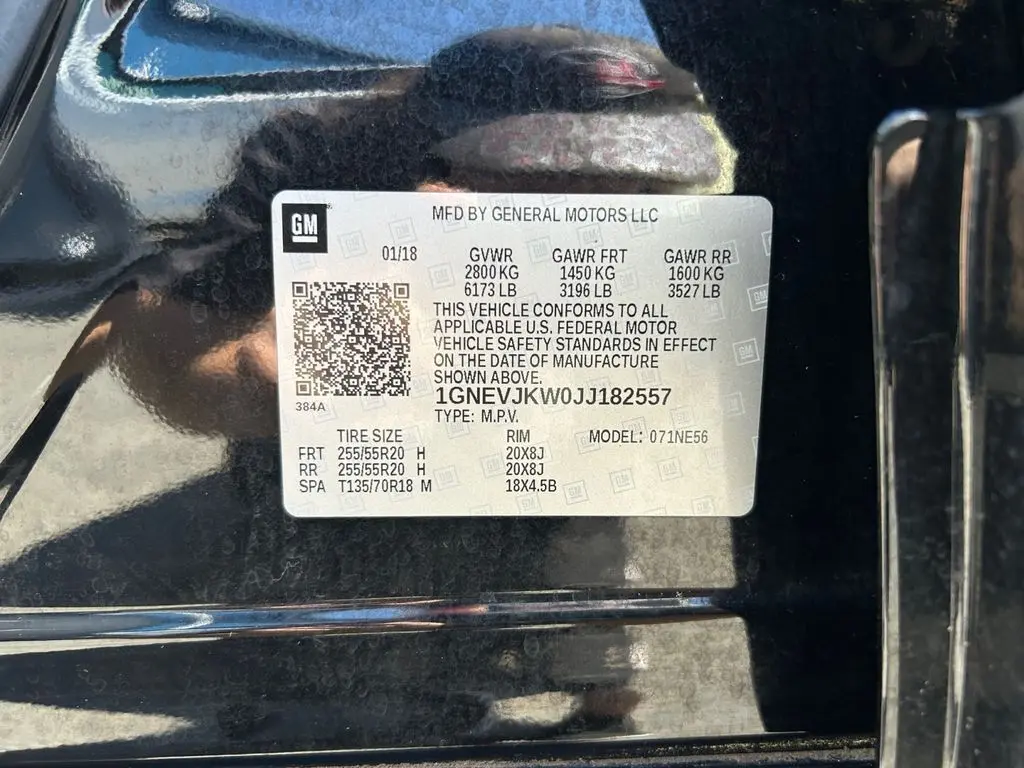 GM
MFD BY GENERAL MOTORS LLC
01/18 GVWR GAWR FRT GAWR RR
2800 KG 1450 KG 1600 KG
6173 LB 3196 LB 3527 LB
THIS VEHICLE CONFORMS TO ALL
APPLICABLE U.S. FEDERAL MOTOR
VEHICLE SAFETY STANDARDS IN EFFECT
ON THE DATE OF MANUFACTURE
SHOWN ABOVE.
384A
1GNEVJKW0JJ182557
TYPE: M.P.V.
TIRE SIZE RIM MODEL: 071NE56
FRT 255/55R20 H 20X8J
RR 255/55R20 H 20X8J
SPA T135/70R18 M 18X4.5B